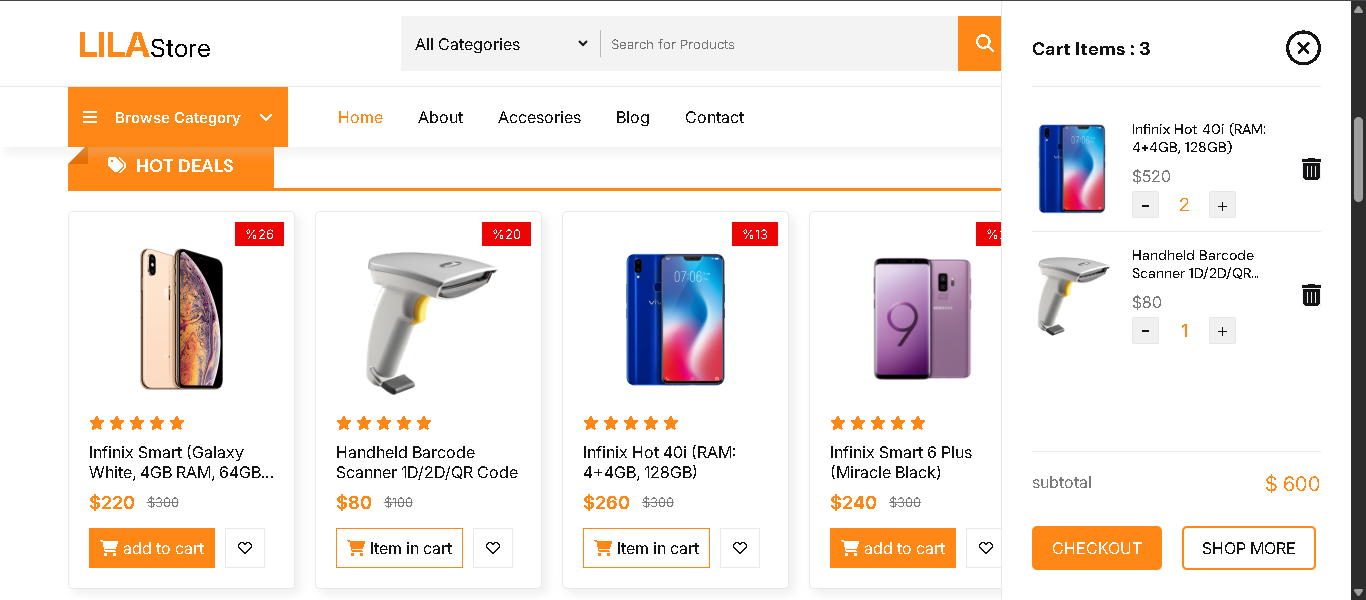 LILAStore
All Categories
Search for Products
Browse Category
Home
About
Accesories
Blog
Contact
HOT DEALS
%26
Infinix Smart (Galaxy
White, 4GB RAM, 64GB...
$220 $300
add to cart
%20
Handheld Barcode
Scanner 1D/2D/QR Code
$80 $100
Item in cart
%13
07:06
Infinix Hot 40i (RAM:
4+4GB, 128GB)
$260 $300
Item in cart
9
Infinix Smart 6 Plus
(Miracle Black)
$240 $300
add to cart
Cart Items : 3
Infinix Hot 40i (RAM:
4+4GB, 128GB)
$520
- 2 +
Handheld Barcode
Scanner 1D/2D/QR...
$80
- 1 +
subtotal
$ 600
CHECKOUT
SHOP MORE